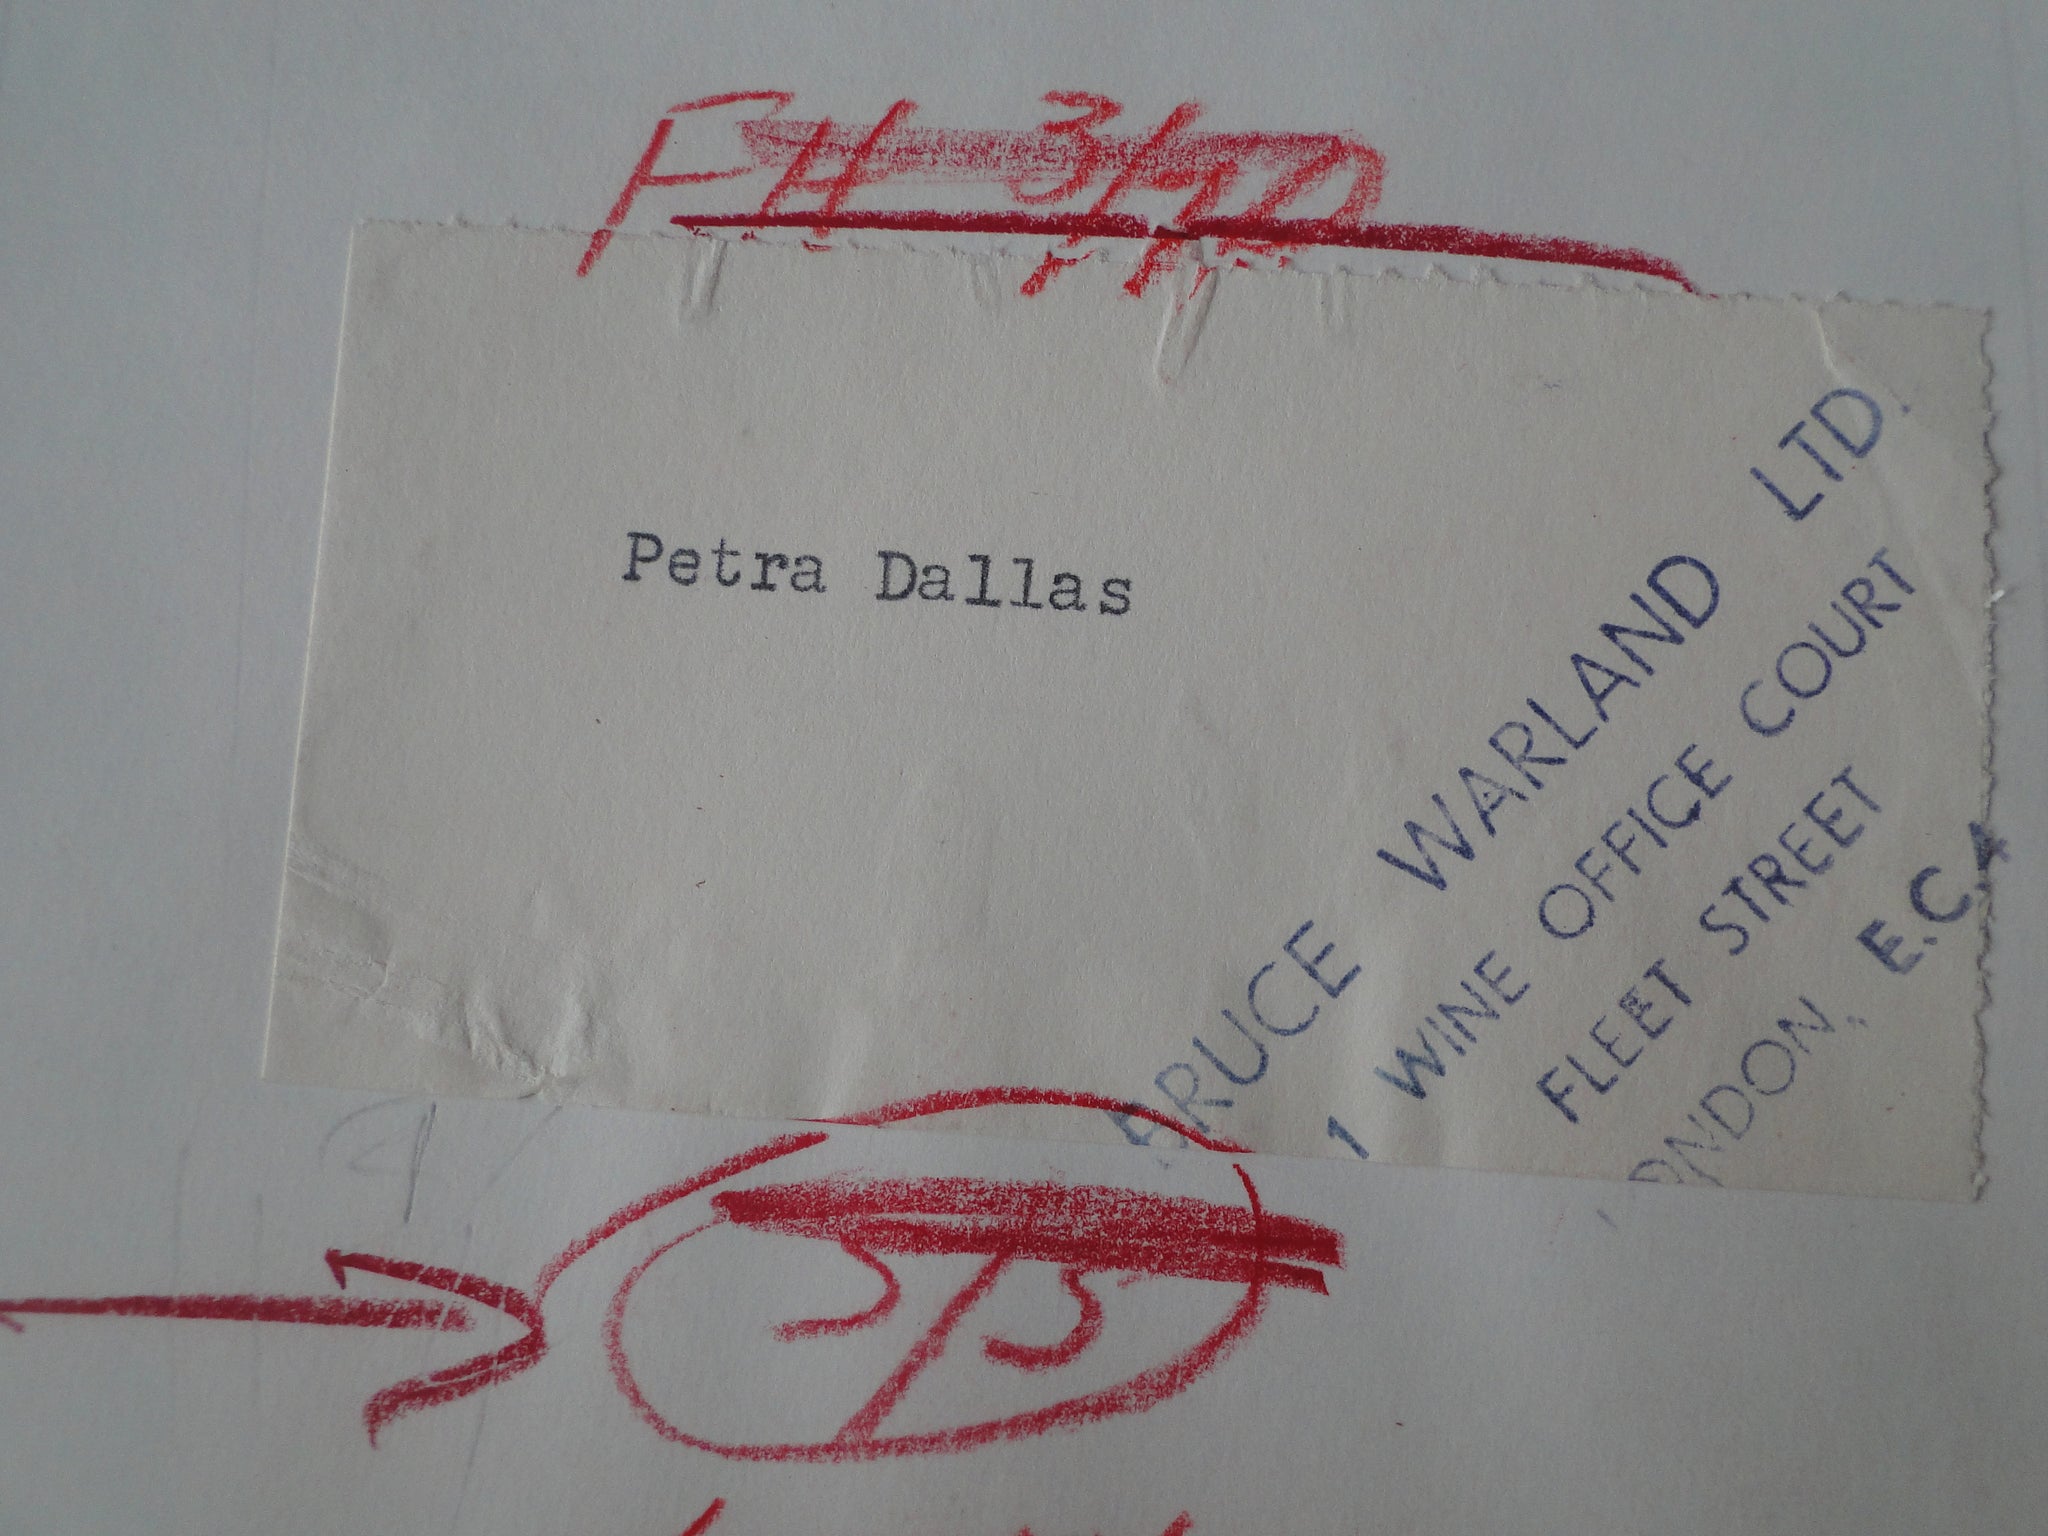 Petra Dallas
BRUCE WARLAND LTD.
1 WINE OFFICE COURT
FLEET STREET
LONDON, E.C.4